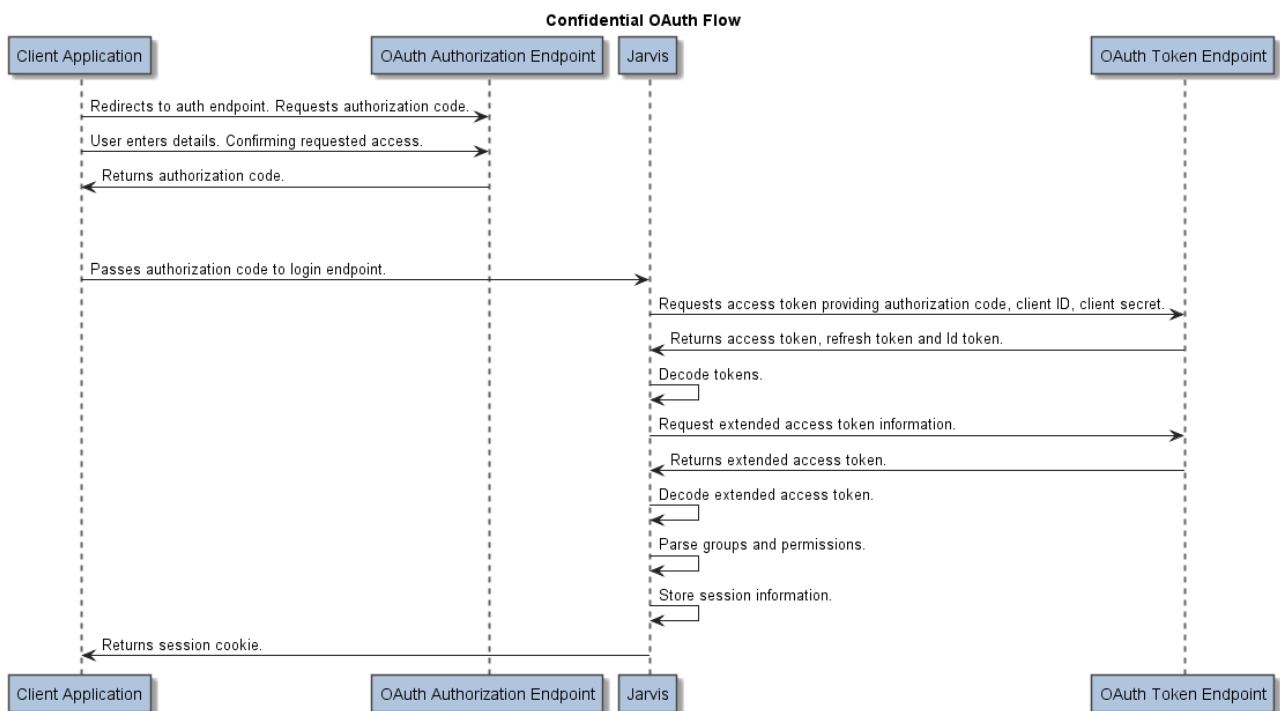 Confidential OAuth Flow
Client Application
OAuth Authorization Endpoint
Jarvis
OAuth Token Endpoint
Redirects to auth endpoint. Requests authorization code.
User enters details. Confirming requested access.
Returns authorization code.
Passes authorization code to login endpoint.
Requests access token providing authorization code, client ID, client secret.
Returns access token, refresh token and Id token.
Decode tokens.
Request extended access token information.
Returns extended access token.
Decode extended access token.
Parse groups and permissions.
Store session information.
Returns session cookie.
Client Application
OAuth Authorization Endpoint
Jarvis
OAuth Token Endpoint